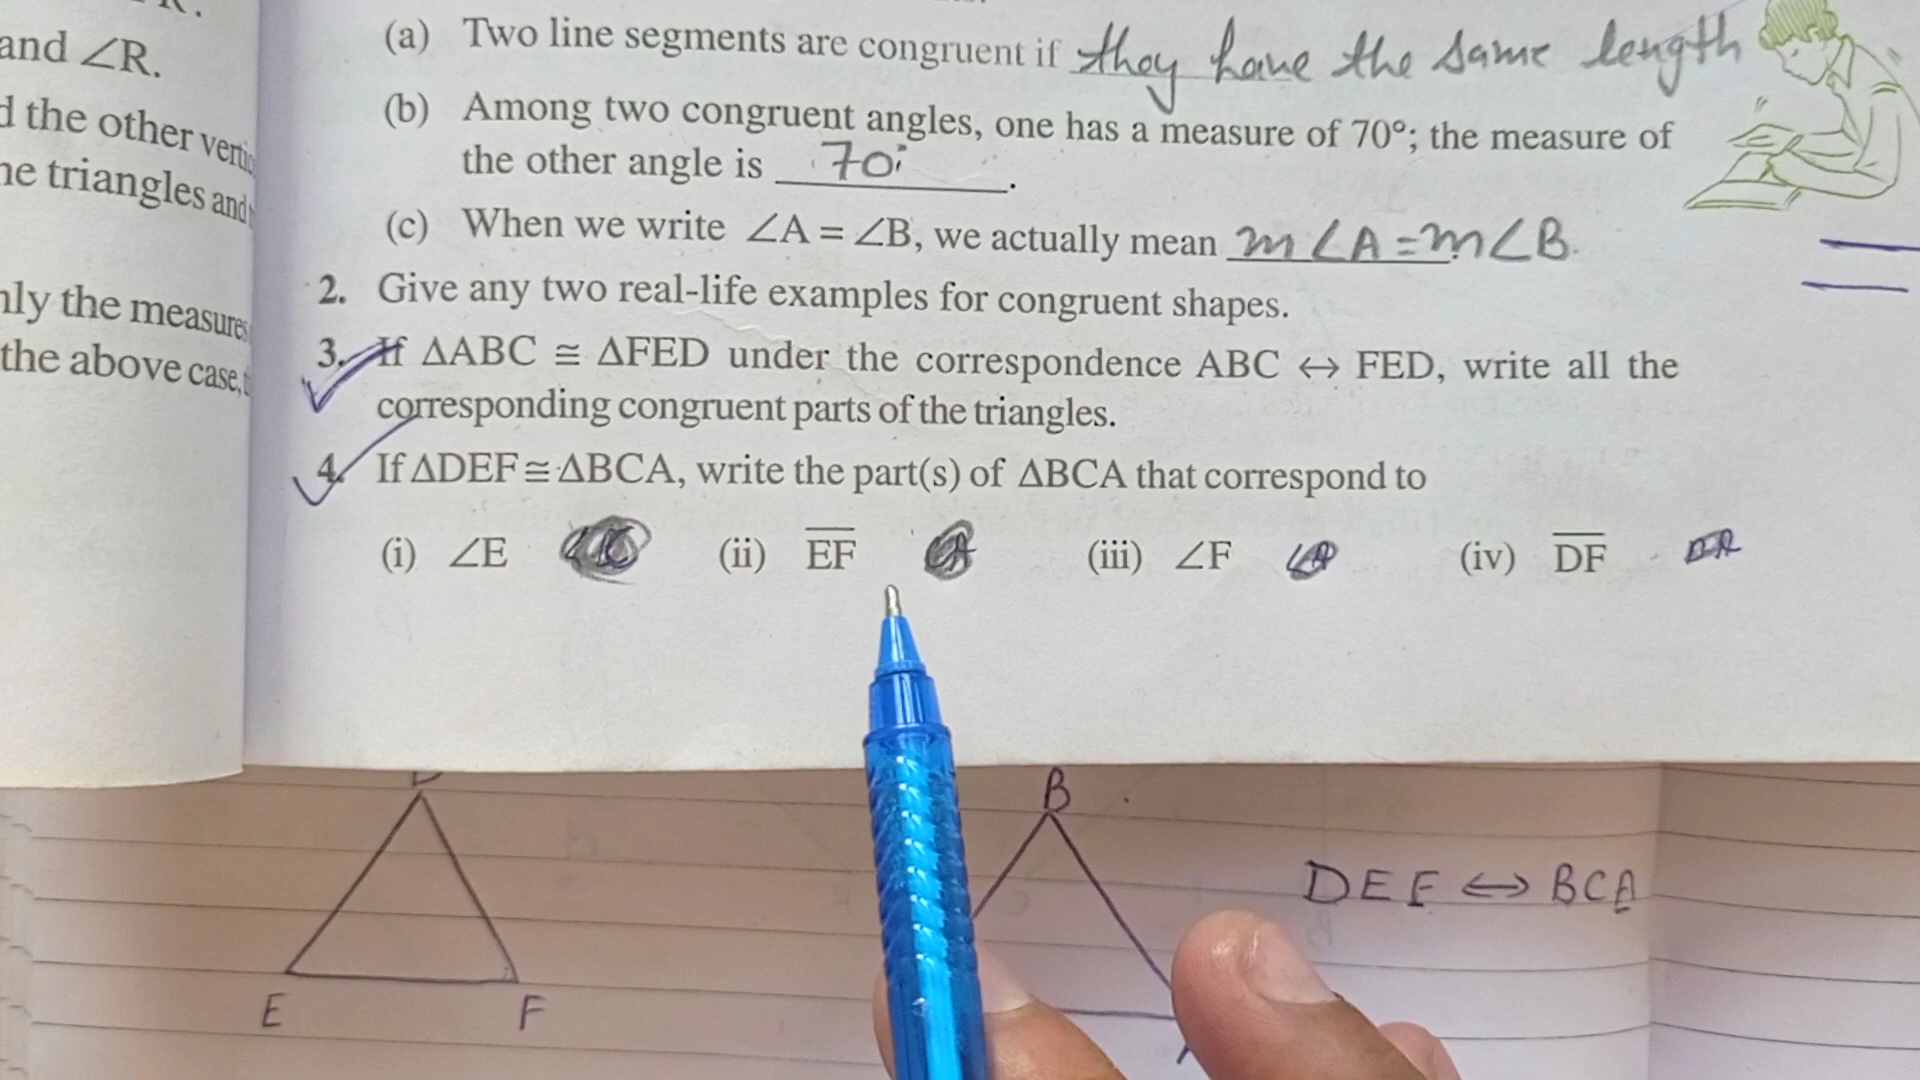 and ∠R.
d the other
he triangles and
nly the measures
the above case,
(a) Two line segments are congruent if they have the same length
(b) Among two congruent angles, one has a measure of 70°; the measure of
the other angle is 70°.
(c) When we write ∠A = ∠B, we actually mean m∠A = m∠B.
2. Give any two real-life examples for congruent shapes.
3. If ΔABC ≅ ΔFED under the correspondence ABC ↔ FED, write all the
corresponding congruent parts of the triangles.
4. If ΔDEF ≅ ΔBCA, write the part(s) of ΔBCA that correspond to
(i) ∠E (ii) EF (iii) ∠F (iv) DF
B
DEF ↔ BCA
E F